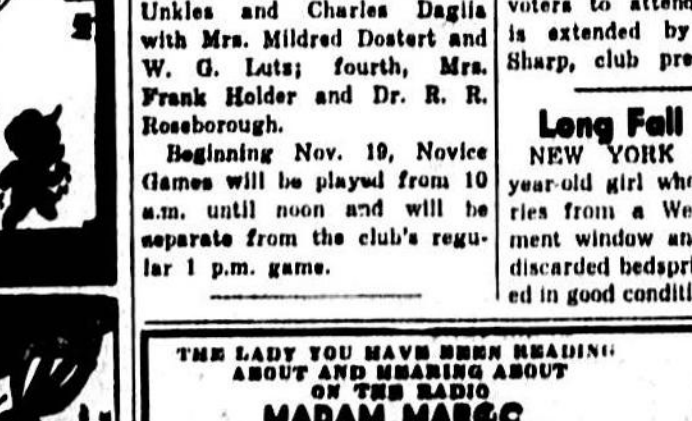 Unkles and Charles Daglia
with Mrs. Mildred Dostert and
W. G. Luts; fourth, Mrs.
Frank Holder and Dr. R. R.
Roseborough.
Beginning Nov. 19, Novice
Games will be played from 10
a.m. until noon and will be
separate from the club's regu-
lar 1 p.m. game.
voters to attend
is extended by
Sharp, club pre
Long Fall
NEW YORK
year-old girl who
ries from a We
ment window an
discarded bedspri
ed in good conditi
THE LADY YOU HAVE BEEN READING
ABOUT AND HEARING ABOUT
ON THE RADIO
MADAM